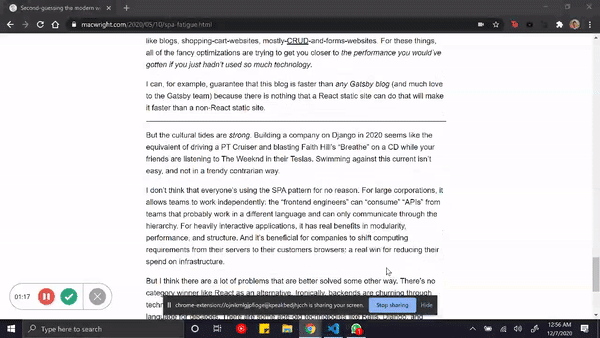 Second-guessing the modern w
macwright.com/2020/05/10/spa-fatigue.html
like blogs, shopping-cart-websites, mostly-CRUD-and-forms-websites. For these things,
all of the fancy optimizations are trying to get you closer to the performance you would've
gotten if you just hadn't used so much technology.
I can, for example, guarantee that this blog is faster than any Gatsby blog (and much love
to the Gatsby team) because there is nothing that a React static site can do that will make
it faster than a non-React static site.
But the cultural tides are strong. Building a company on Django in 2020 seems like the
equivalent of driving a PT Cruiser and blasting Faith Hill's "Breathe" on a CD while your
friends are listening to The Weeknd in their Teslas. Swimming against this current isn't
easy, and not in a trendy contrarian way.
I don't think that everyone's using the SPA pattern for no reason. For large corporations, it
allows teams to work independently: the "frontend engineers" can "consume" "APIs" from
teams that probably work in a different language and can only communicate through the
hierarchy. For heavily interactive applications, it has real benefits in modularity,
performance, and structure. And it's beneficial for companies to shift computing
requirements from their servers to their customers browsers: a real win for reducing their
spend on infrastructure.
But I think there are a lot of problems that are better solved some other way. There's no
category winner like React as an alternative. Ironically, backends are churning through
01:17
is sharing your screen.
Stop sharing
Hide
language for decades. There are some age-old technologies like Rails, Django, and
Type here to search
12:56 AM
12/7/2020